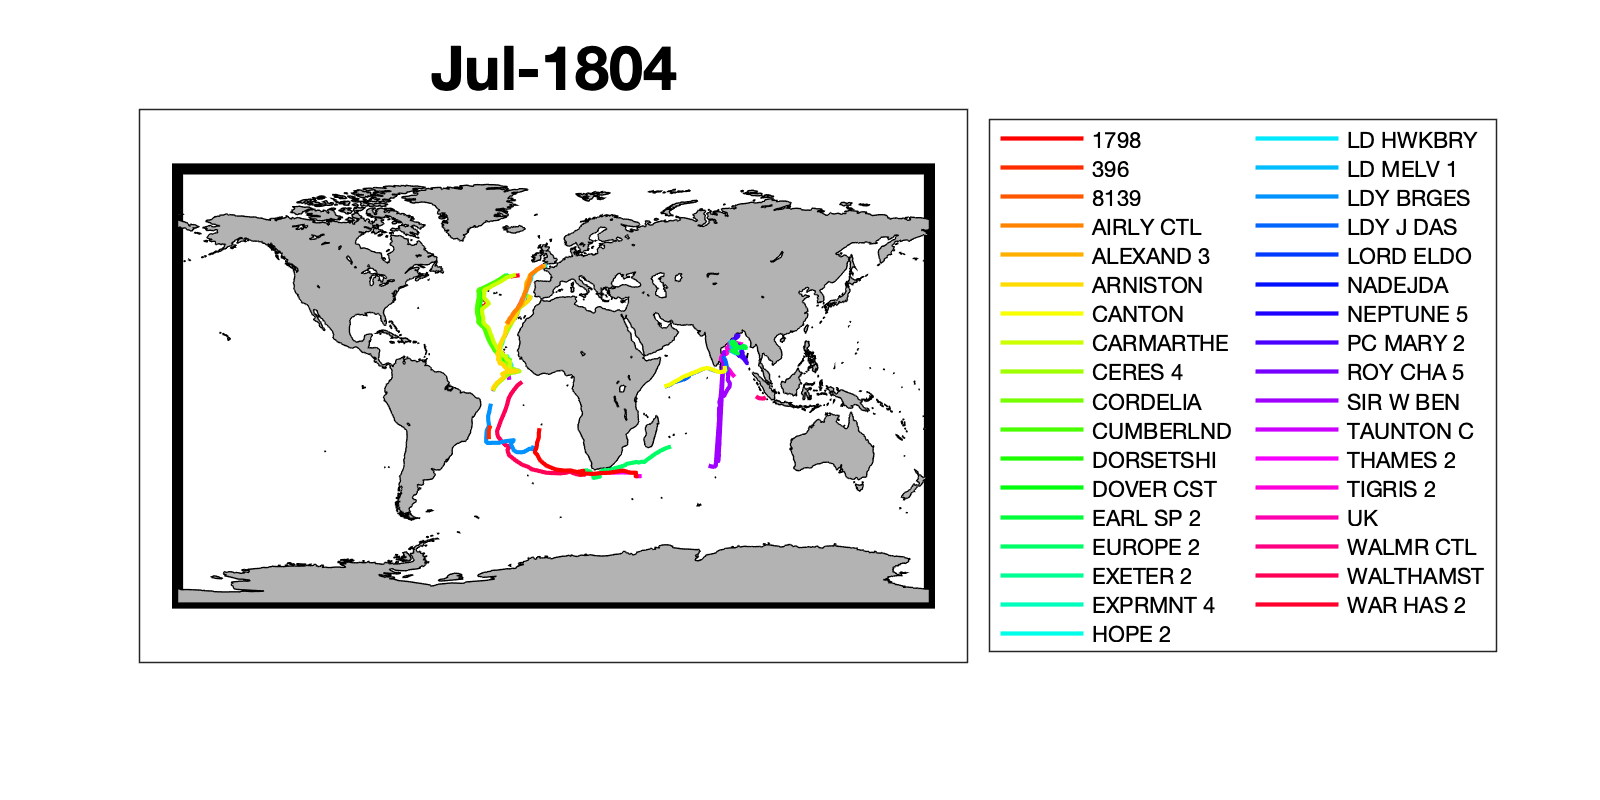 Jul-1804
1798
396
8139
AIRLY CTL
ALEXAND 3
ARNISTON
CANTON
CARMARTHE
CERES 4
CORDELIA
CUMBERLND
DORSETSHI
DOVER CST
EARL SP 2
EUROPE 2
EXETER 2
EXPRMNT 4
HOPE 2
LD HWKBRY
LD MELV 1
LDY BRGES
LDY J DAS
LORD ELDO
NADEJDA
NEPTUNE 5
PC MARY 2
ROY CHA 5
SIR W BEN
TAUNTON C
THAMES 2
TIGRIS 2
UK
WALMR CTL
WALTHAMST
WAR HAS 2